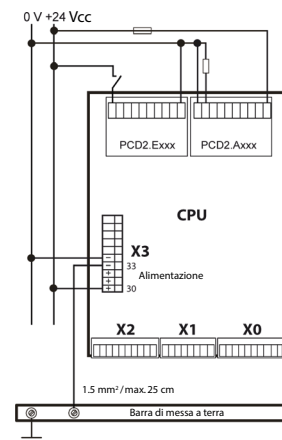 0 V +24 Vcc
PCD2.Exxx PCD2.Axxx
CPU
X3
–
– 33
+ Alimentazione
+
+ 30
X2 X1 X0
1.5 mm²/max. 25 cm
Barra di messa a terra